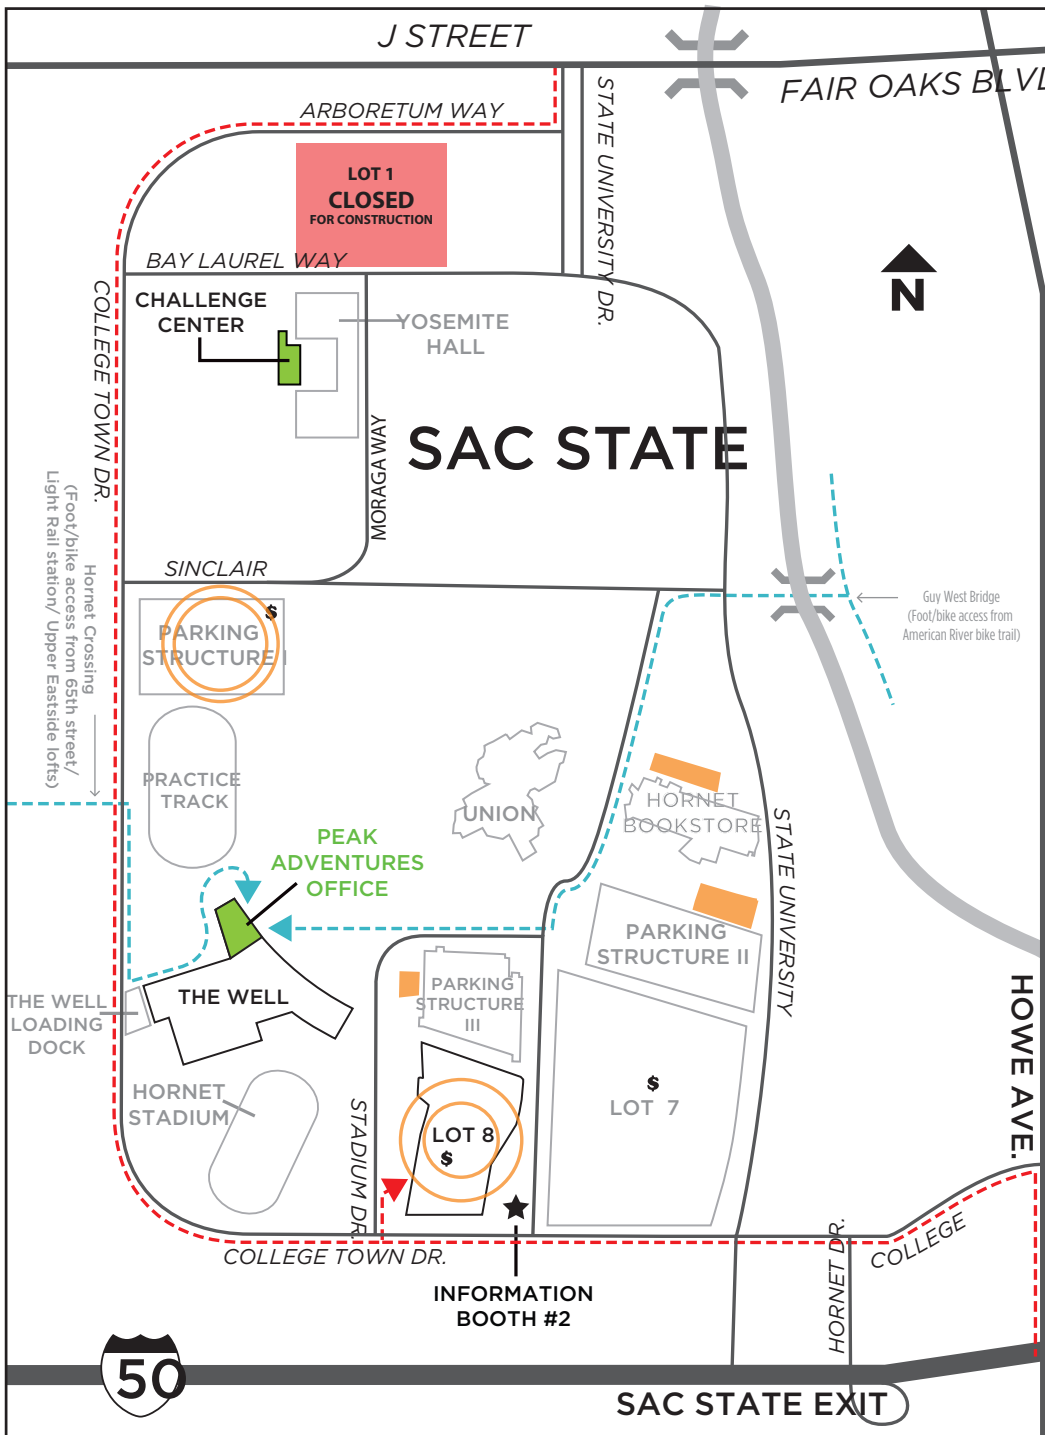 J STREET
FAIR OAKS BLVD
ARBORETUM WAY
STATE UNIVERSITY DR.
LOT 1
CLOSED
FOR CONSTRUCTION
BAY LAUREL WAY
N
CHALLENGE
CENTER
YOSEMITE
HALL
COLLEGE TOWN DR.
SAC STATE
MORAGA WAY
SINCLAIR
Hornet Crossing
(Foot/bike access from 65th street/
Light Rail station/ Upper Eastside lofts)
Guy West Bridge
(Foot/bike access from
American River bike trail)
$
PARKING
STRUCTURE I
PRACTICE
TRACK
UNION
HORNET
BOOKSTORE
STATE UNIVERSITY
PEAK
ADVENTURES
OFFICE
PARKING
STRUCTURE II
THE WELL
THE WELL
LOADING
DOCK
PARKING
STRUCTURE
III
HOWE AVE.
HORNET
STADIUM
STADIUM DR.
LOT 8
$
$
LOT 7
COLLEGE TOWN DR.
HORNET DR.
COLLEGE
INFORMATION
BOOTH #2
50
SAC STATE EXIT